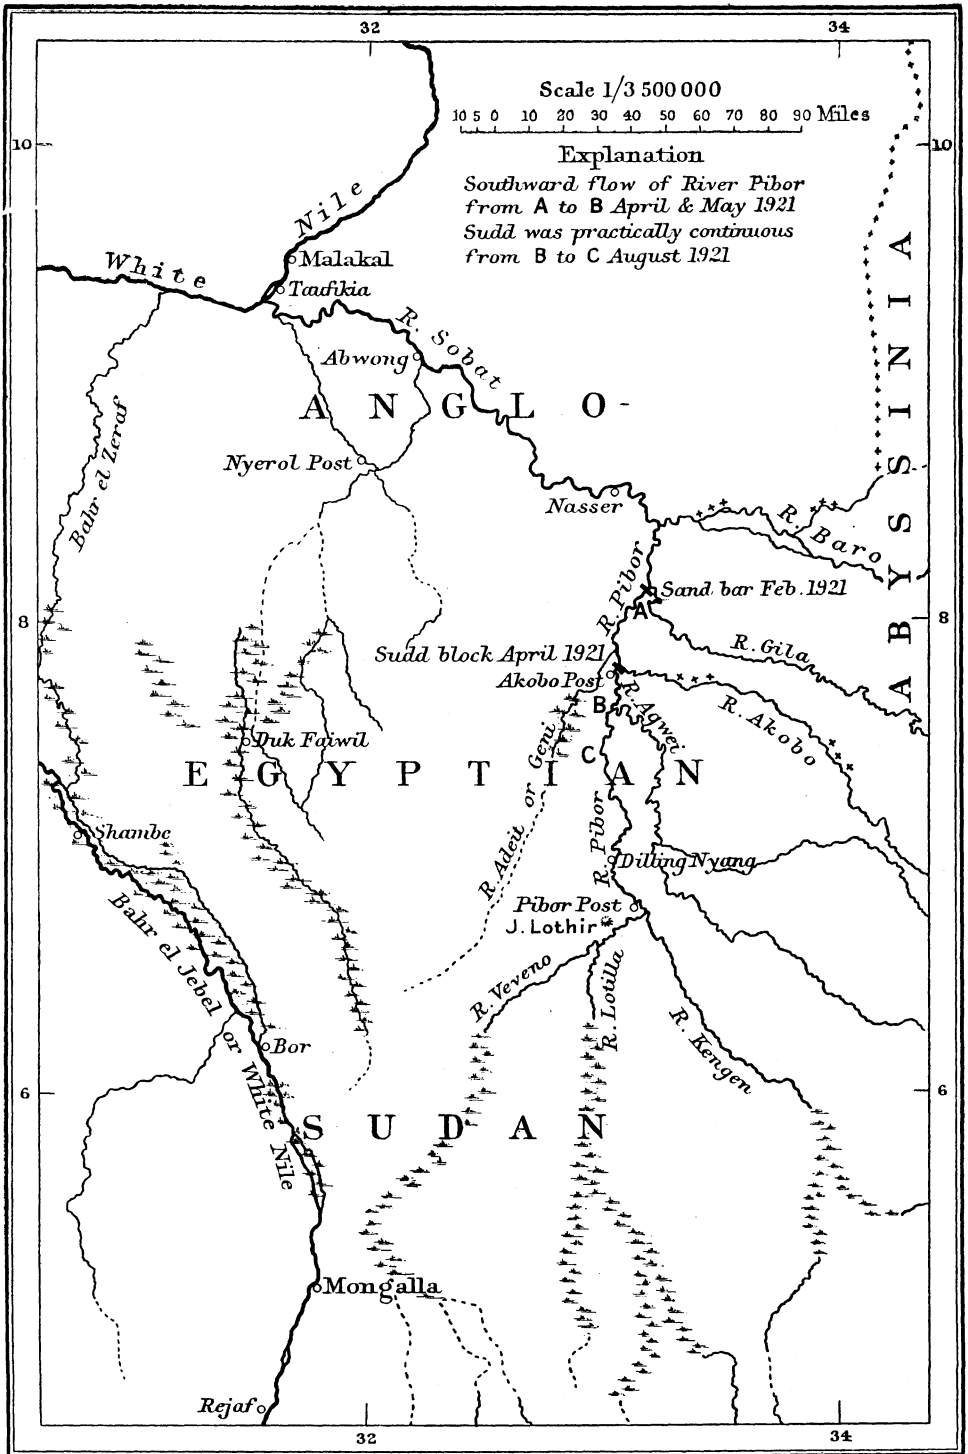 32 34
Scale 1/3 500 000
10 5 0 10 20 30 40 50 60 70 80 90 Miles
Explanation
Southward flow of River Pibor
from A to B April & May 1921
Sudd was practically continuous
from B to C August 1921
10 10
White Nile
Malakal
Taufikia
R. Sobat
Abwong
ANGLO-
Bahr el Zeraf
Nyerol Post
Nasser
R. Baro
ABYSSINIA
R. Pibor
Sand bar Feb. 1921
A
8 8
R. Gila
Sudd block April 1921
Akobo Post
R. Agwei
B
R. Akobo
Duk Faiwil
C
EGYPTIAN
R. Adeit or Geni
Shambe
R. Pibor
Dilling Nyang
Pibor Post
J. Lothir
Bahr el Jebel or White Nile
R. Veveno
R. Lotilla
R. Kengen
Bor
6 6
SUDAN
Mongalla
Rejaf
32 34